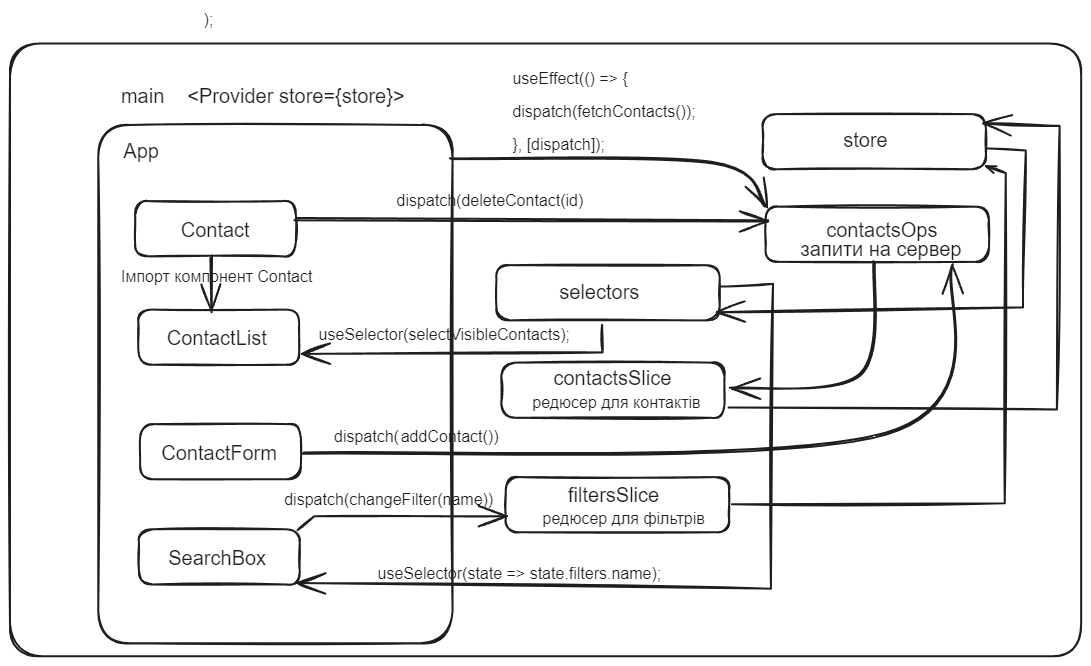 );
main <Provider store={store}>
useEffect(() => {
dispatch(fetchContacts());
}, [dispatch]);
App
store
dispatch(deleteContact(id)
Contact
contactsOps
запити на сервер
Імпорт компонент Contact
selectors
ContactList
useSelector(selectVisibleContacts);
contactsSlice
редюсер для контактів
dispatch( addContact())
ContactForm
dispatch(changeFilter(name))
filtersSlice
редюсер для фільтрів
SearchBox
useSelector(state => state.filters.name);